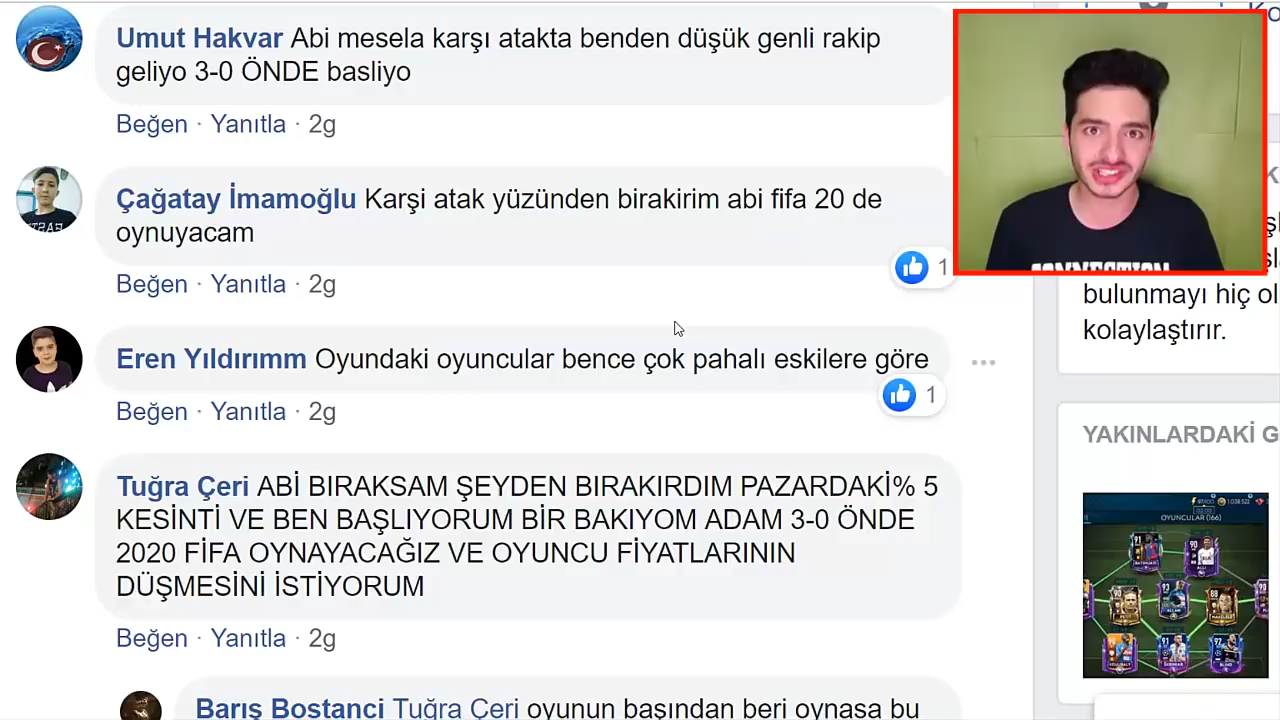 Umut Hakvar Abi mesela karşı atakta benden düşük genli rakip
geliyo 3-0 ÖNDE basliyo
Beğen · Yanıtla · 2g
Çağatay İmamoğlu Karşi atak yüzünden birakirim abi fifa 20 de
oynuyacam
1
Beğen · Yanıtla · 2g
Eren Yıldırımm Oyundaki oyuncular bence çok pahalı eskilere göre
1
Beğen · Yanıtla · 2g
Tuğra Çeri ABİ BIRAKSAM ŞEYDEN BIRAKIRDIM PAZARDAKİ% 5
KESİNTİ VE BEN BAŞLIYORUM BİR BAKIYOM ADAM 3-0 ÖNDE
2020 FİFA OYNAYACAĞIZ VE OYUNCU FİYATLARININ
DÜŞMESİNİ İSTİYORUM
Beğen · Yanıtla · 2g
Barış Bostanci Tuğra Çeri oyunun başından beri oynasa bu
CONNECTION
bulunmayı hiç ol
kolaylaştırır.
YAKINLARDAKİ G
OYUNCULAR (166)